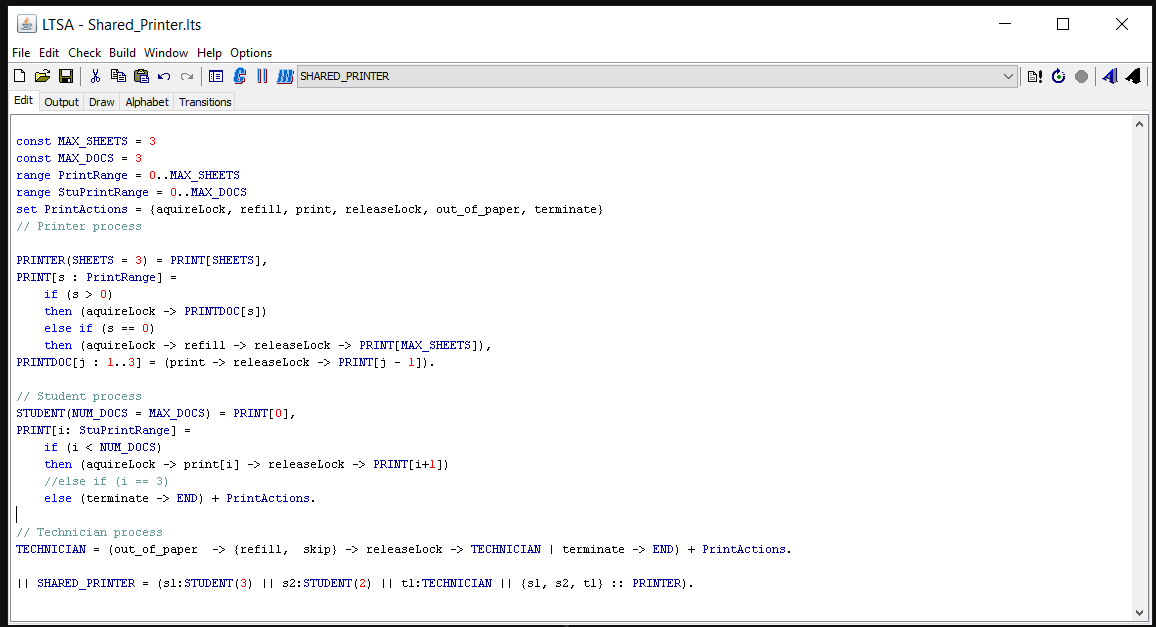 LTSA - Shared_Printer.lts
File Edit Check Build Window Help Options
SHARED_PRINTER
Edit Output Draw Alphabet Transitions
const MAX_SHEETS = 3
const MAX_DOCS = 3
range PrintRange = 0..MAX_SHEETS
range StuPrintRange = 0..MAX_DOCS
set PrintActions = {aquireLock, refill, print, releaseLock, out_of_paper, terminate}
// Printer process
PRINTER(SHEETS = 3) = PRINT[SHEETS],
PRINT[s : PrintRange] =
if (s > 0)
then (aquireLock -> PRINTDOC[s])
else if (s == 0)
then (aquireLock -> refill -> releaseLock -> PRINT[MAX_SHEETS]),
PRINTDOC[j : 1..3] = (print -> releaseLock -> PRINT[j - 1]).
// Student process
STUDENT(NUM_DOCS = MAX_DOCS) = PRINT[0],
PRINT[i: StuPrintRange] =
if (i < NUM_DOCS)
then (aquireLock -> print[i] -> releaseLock -> PRINT[i+1])
//else if (i == 3)
else (terminate -> END) + PrintActions.
// Technician process
TECHNICIAN = (out_of_paper  -> {refill,  skip} -> releaseLock -> TECHNICIAN | terminate -> END) + PrintActions.
|| SHARED_PRINTER = (s1:STUDENT(3) || s2:STUDENT(2) || t1:TECHNICIAN || {s1, s2, t1} :: PRINTER).